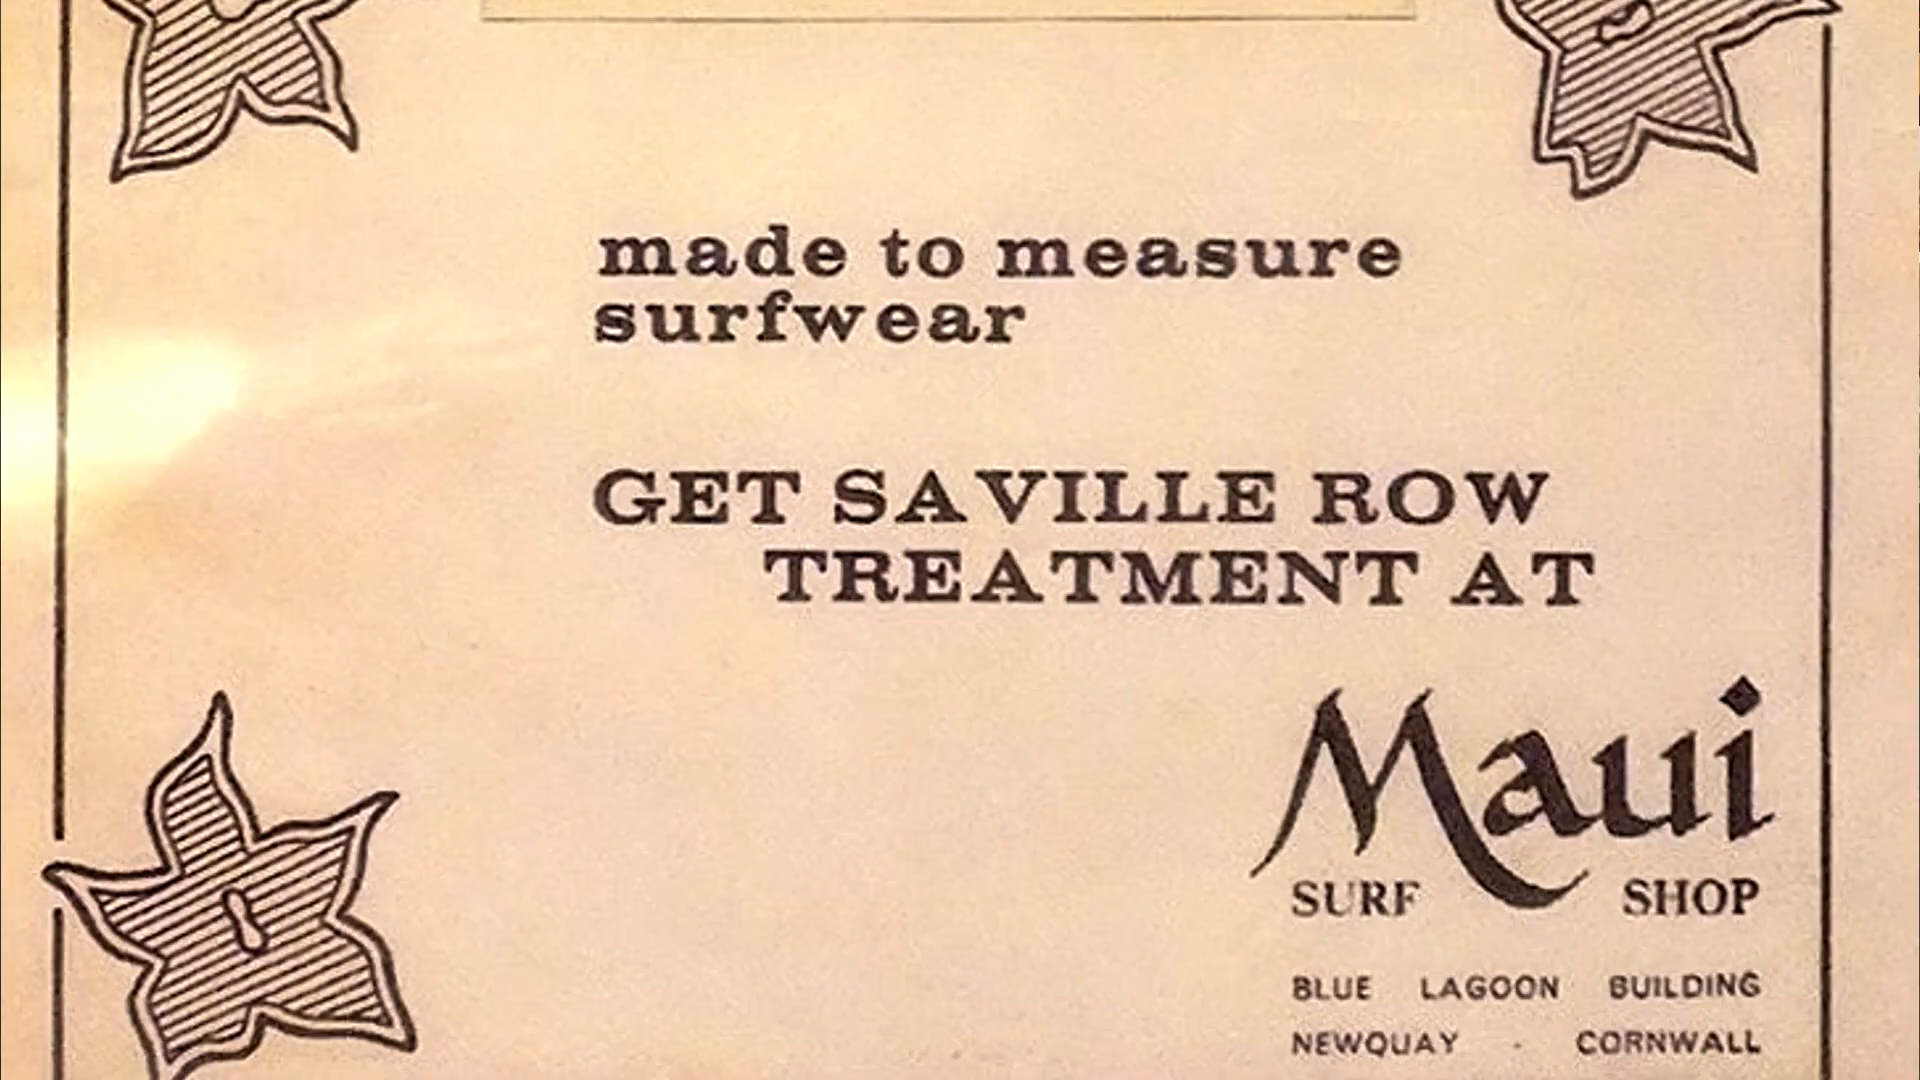 made to measure
surfwear
GET SAVILLE ROW
TREATMENT AT
Maui
SURF SHOP
BLUE LAGOON BUILDING
NEWQUAY - CORNWALL